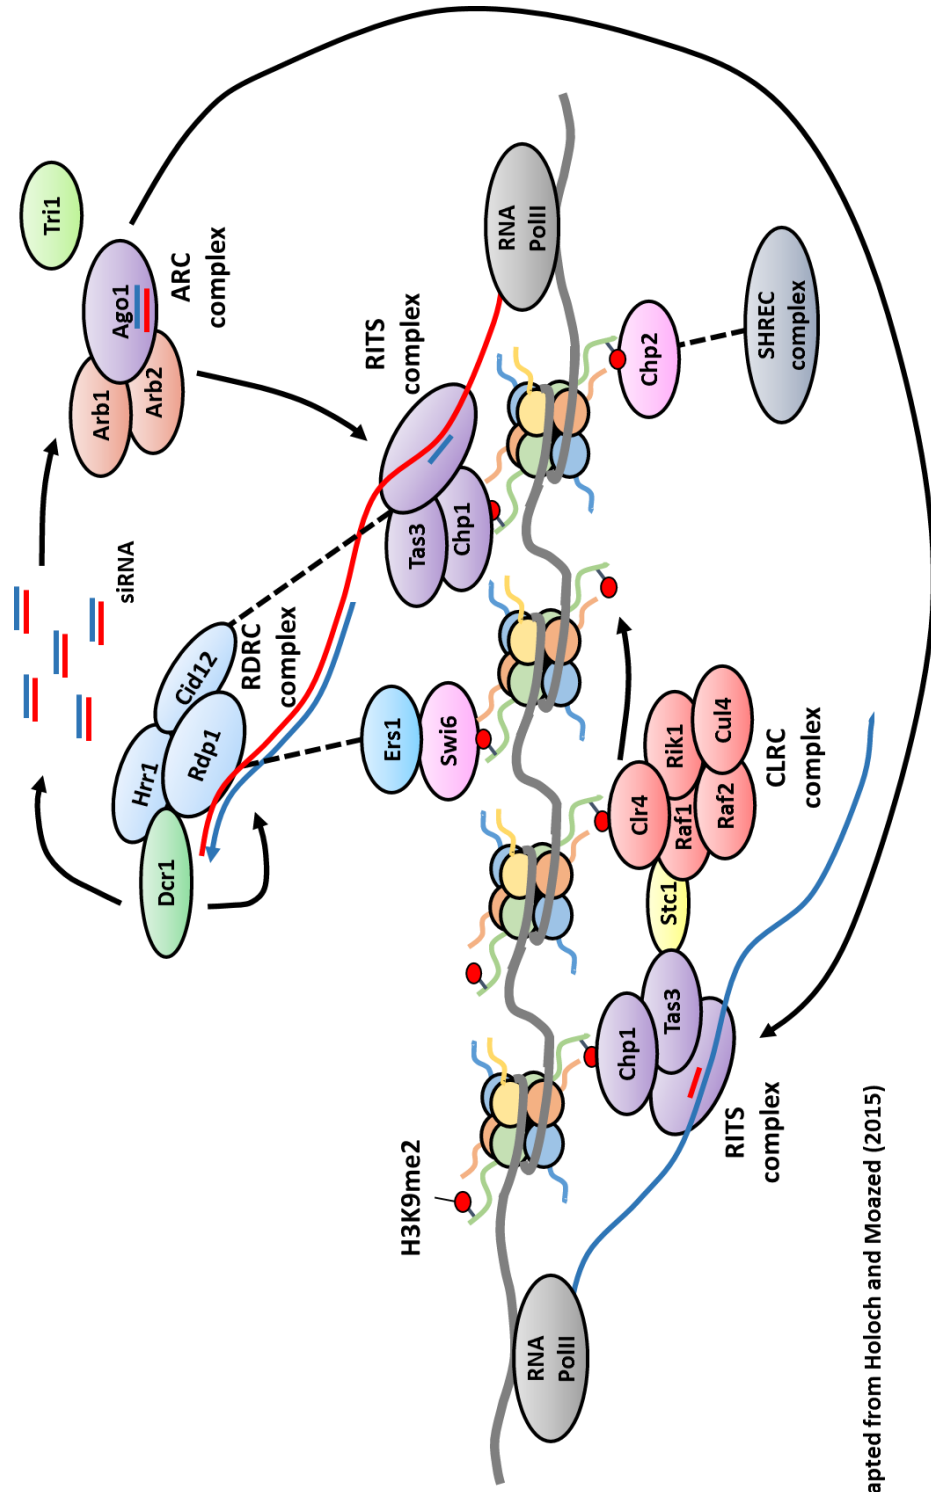 Tri1
Ago1
Arb1
Arb2
ARC
complex
siRNA
Dcr1
Hrr1
Cid12
Rdp1
RDRC
complex
RITS
complex
Tas3
Chp1
RNA
PolII
Ers1
Swi6
H3K9me2
Chp2
SHREC
complex
RNA
PolII
Chp1
Tas3
RITS
complex
Stc1
Clr4
Rik1
Raf1
Raf2
Cul4
CLRC
complex
apted from Holoch and Moazed (2015)